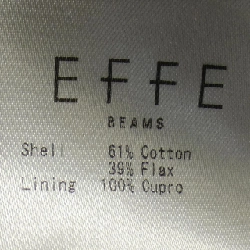 EFFE
BEAMS
Shell 61% Cotton
39% Flax
Lining 100% Cupro